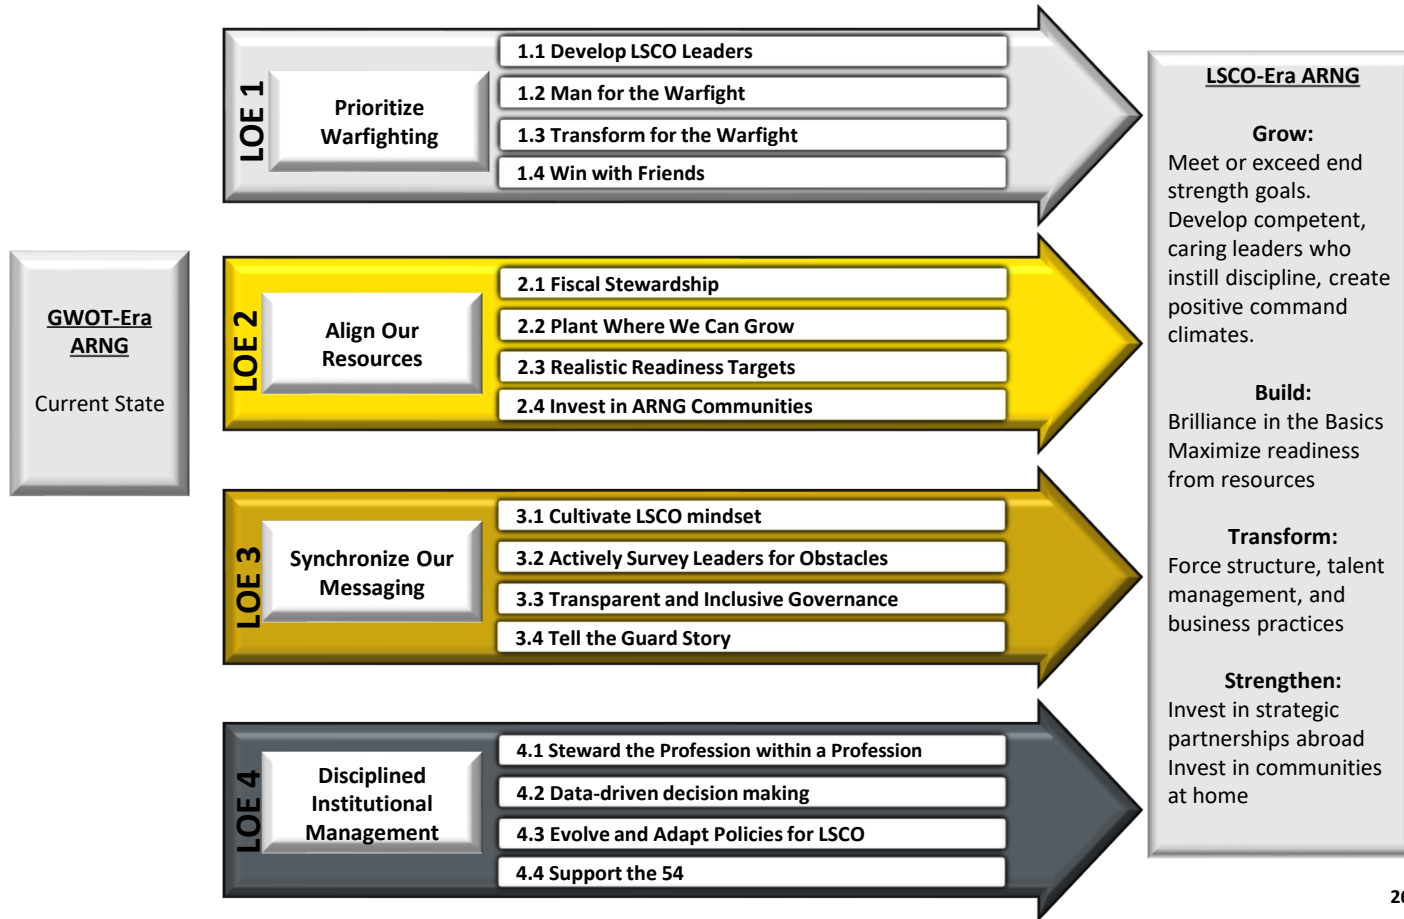 GWOT-Era
ARNG
Current State
LOE 1
Prioritize
Warfighting
1.1 Develop LSCO Leaders
1.2 Man for the Warfight
1.3 Transform for the Warfight
1.4 Win with Friends
LOE 2
Align Our
Resources
2.1 Fiscal Stewardship
2.2 Plant Where We Can Grow
2.3 Realistic Readiness Targets
2.4 Invest in ARNG Communities
LOE 3
Synchronize Our
Messaging
3.1 Cultivate LSCO mindset
3.2 Actively Survey Leaders for Obstacles
3.3 Transparent and Inclusive Governance
3.4 Tell the Guard Story
LOE 4
Disciplined
Institutional
Management
4.1 Steward the Profession within a Profession
4.2 Data-driven decision making
4.3 Evolve and Adapt Policies for LSCO
4.4 Support the 54
LSCO-Era ARNG
Grow:
Meet or exceed end
strength goals.
Develop competent,
caring leaders who
instill discipline, create
positive command
climates.
Build:
Brilliance in the Basics
Maximize readiness
from resources
Transform:
Force structure, talent
management, and
business practices
Strengthen:
Invest in strategic
partnerships abroad
Invest in communities
at home
26